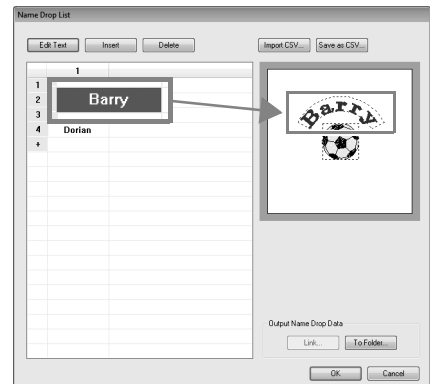 Name Drop List
Edit Text Insert Delete Import CSV... Save as CSV...
1
1
2 Barry
3
4 Dorian
+
Barry
Output Name Drop Data
Link... To Folder...
OK Cancel